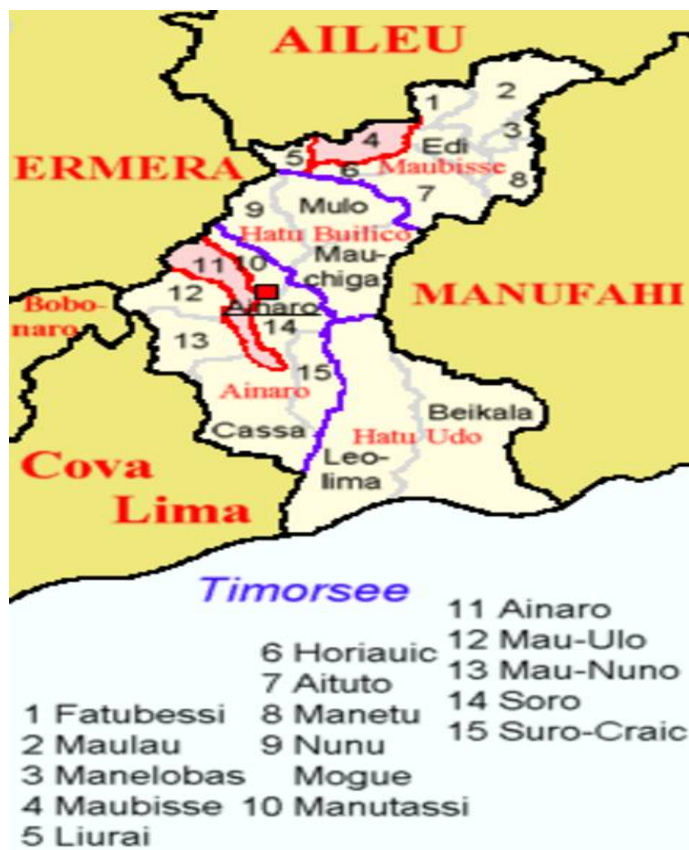 AILEU
1
2
3
4
Edi
5
ERMERA
6
Maubisse
8
7
9
Mulo
Hatu Builico
11
10
Mau-
chiga
12
Ainaro
MANUFAHI
Bobo-
naro
14
13
15
Ainaro
Beikala
Cassa
Hatu Udo
Cova
Lima
Leo-
lima
Timorsee
1 Fatubessi
2 Maulau
3 Manelobas
4 Maubisse
5 Liurai
6 Horiauic
7 Aituto
8 Manetu
9 Nunu
Mogue
10 Manutassi
11 Ainaro
12 Mau-Ulo
13 Mau-Nuno
14 Soro
15 Suro-Craic